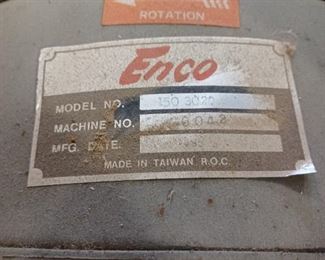 ROTATION
Enco
MODEL NO.
MACHINE NO.
MFG. DATE.
MADE IN TAIWAN R.O.C.